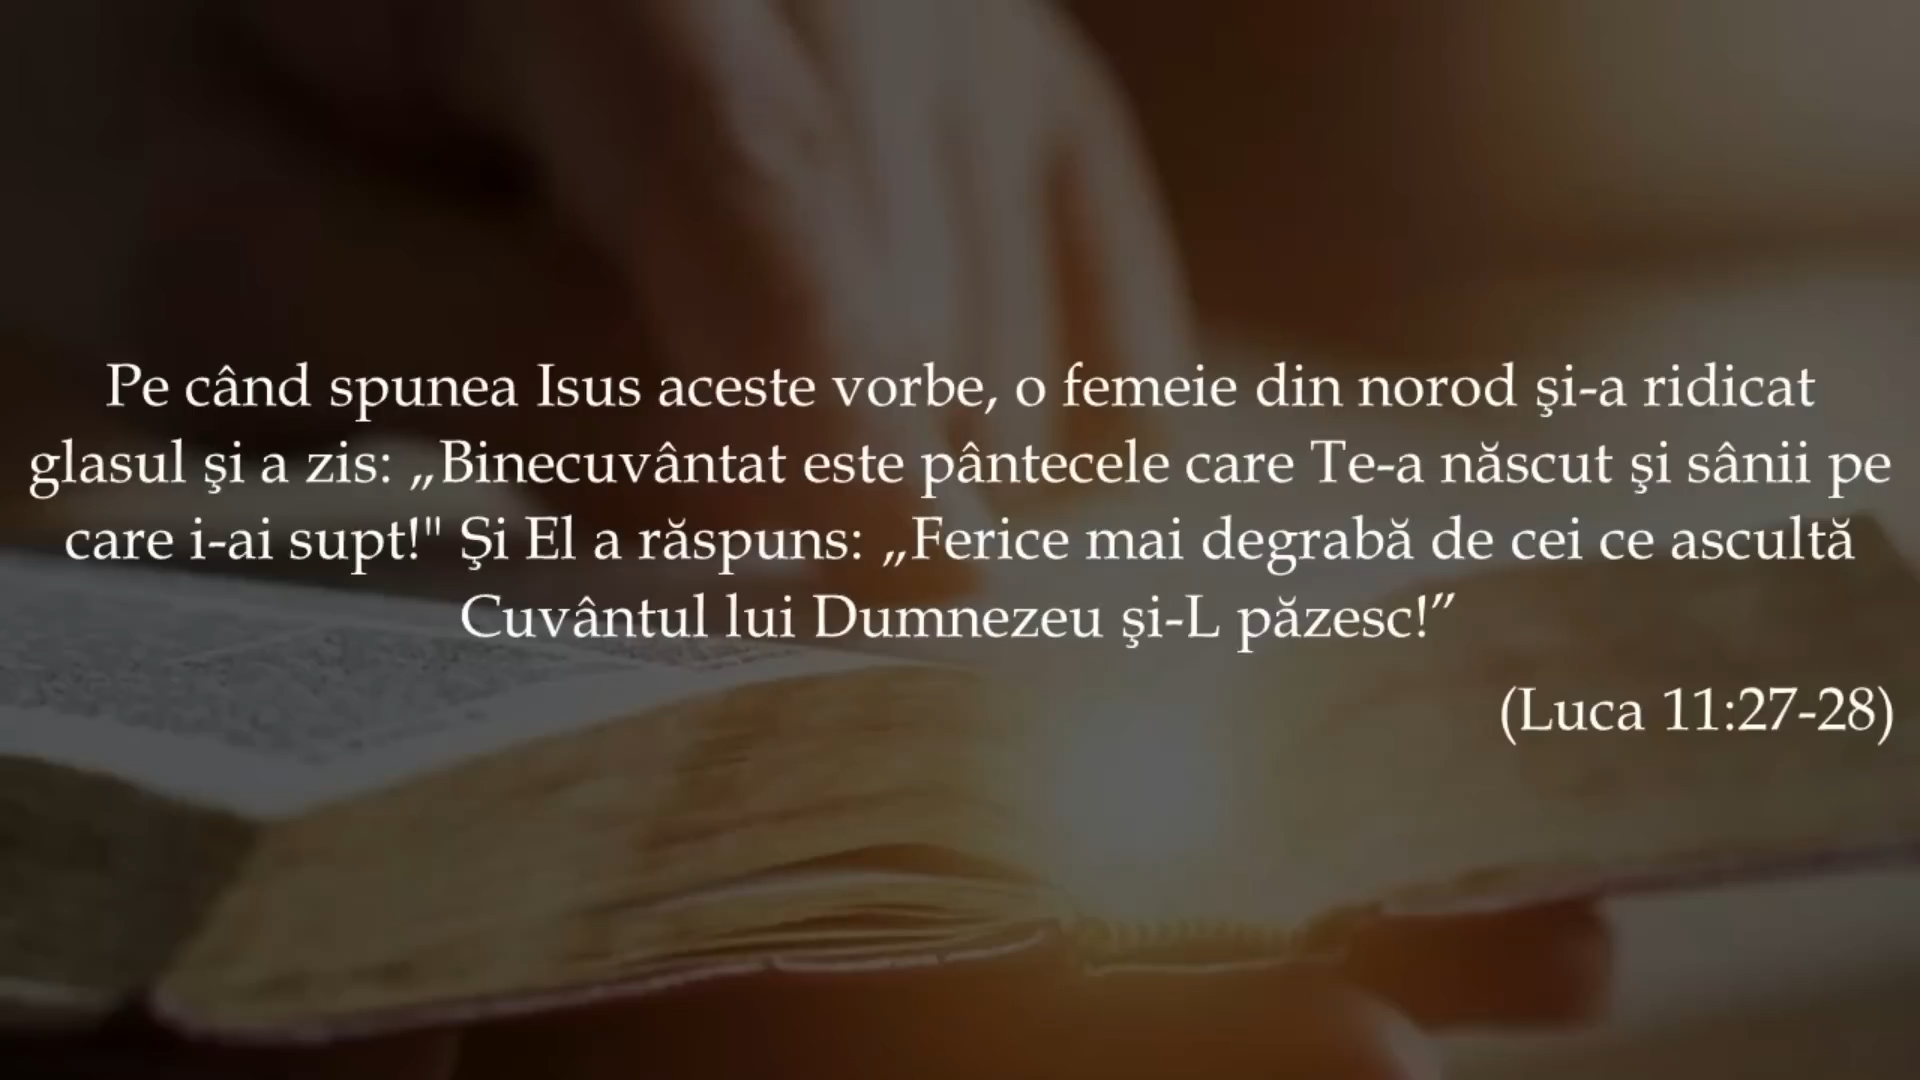 Pe când spunea Isus aceste vorbe, o femeie din norod şi-a ridicat
glasul şi a zis: „Binecuvântat este pântecele care Te-a născut şi sânii pe
care i-ai supt!" Şi El a răspuns: „Ferice mai degrabă de cei ce ascultă
Cuvântul lui Dumnezeu şi-L păzesc!”
(Luca 11:27-28)